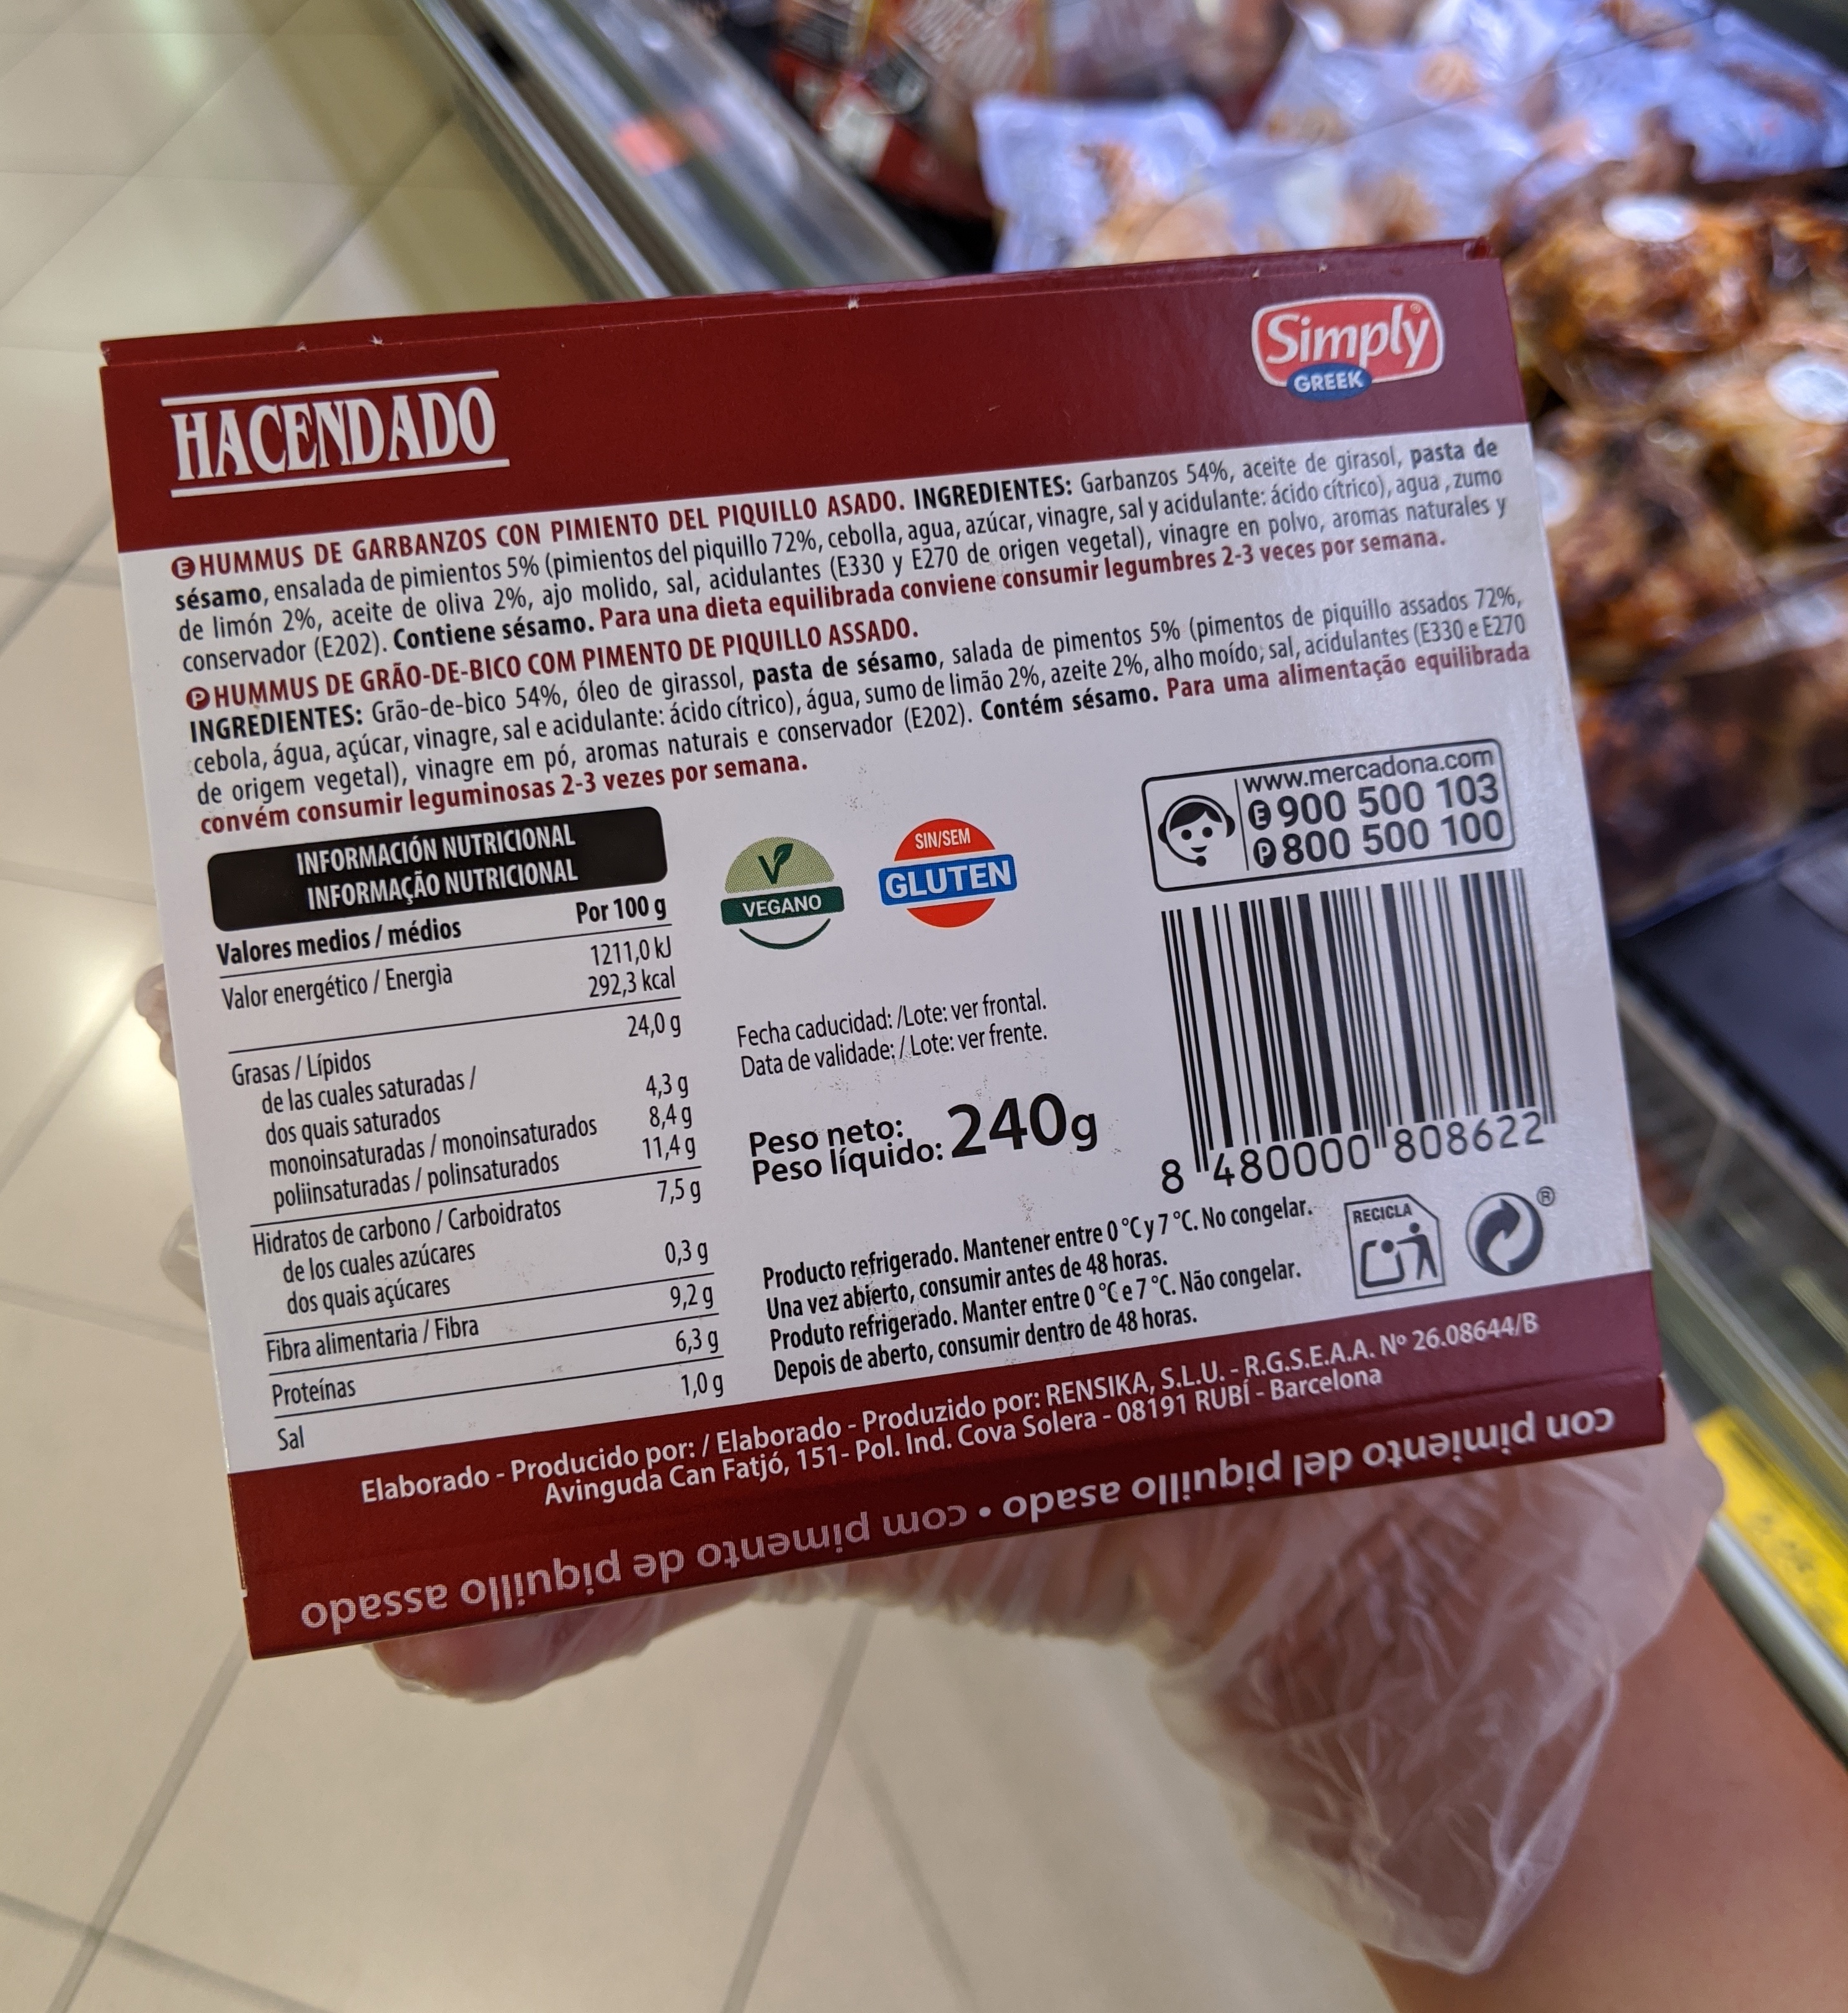 HACENDADO
Simply
GREEK
E HUMMUS DE GARBANZOS CON PIMIENTO DEL PIQUILLO ASADO. INGREDIENTES: Garbanzos 54%, aceite de girasol, pasta de
sésamo, ensalada de pimientos 5% (pimientos del piquillo 72%, cebolla, agua, azúcar, vinagre, sal y acidulante: ácido cítrico), agua , zumo
de limón 2%, aceite de oliva 2%, ajo molido, sal, acidulantes (E330 y E270 de origen vegetal), vinagre en polvo, aromas naturales y
conservador (E202). Contiene sésamo. Para una dieta equilibrada conviene consumir legumbres 2-3 veces por semana.
P HUMMUS DE GRÃO-DE-BICO COM PIMENTO DE PIQUILLO ASSADO.
INGREDIENTES: Grão-de-bico 54%, óleo de girassol, pasta de sésamo, salada de pimentos 5% (pimentos de piquillo assados 72%,
cebola, água, açúcar, vinagre, sal e acidulante: ácido cítrico), água, sumo de limão 2%, azeite 2%, alho moído; sal, acidulantes (E330 e E270
de origem vegetal), vinagre em pó, aromas naturais e conservador (E202). Contém sésamo. Para uma alimentação equilibrada
convém consumir leguminosas 2-3 vezes por semana.
INFORMACIÓN NUTRICIONAL
INFORMAÇÃO NUTRICIONAL
Valores medios / médios Por 100 g
Valor energético / Energia 1211,0 kJ
292,3 kcal
Grasas / Lípidos 24,0 g
de las cuales saturadas /
dos quais saturados 4,3 g
monoinsaturadas / monoinsaturados 8,4 g
poliinsaturadas / polinsaturados 11,4 g
Hidratos de carbono / Carboidratos 7,5 g
de los cuales azúcares
dos quais açúcares 0,3 g
Fibra alimentaria / Fibra 9,2 g
Proteínas 6,3 g
Sal 1,0 g
VEGANO
SIN/SEM
GLUTEN
www.mercadona.com
E 900 500 103
P 800 500 100
Fecha caducidad: /Lote: ver frontal.
Data de validade: / Lote: ver frente.
Peso neto:
Peso líquido: 240g
8 480000 808622
Producto refrigerado. Mantener entre 0 °C y 7 °C. No congelar.
Una vez abierto, consumir antes de 48 horas.
Produto refrigerado. Manter entre 0 °C e 7 °C. Não congelar.
Depois de aberto, consumir dentro de 48 horas.
RECICLA
®
Elaborado - Producido por: / Elaborado - Produzido por: RENSIKA, S.L.U. - R.G.S.E.A.A. Nº 26.08644/B
Avinguda Can Fatjó, 151- Pol. Ind. Cova Solera - 08191 RUBÍ - Barcelona
con pimiento del piquillo asado • com pimento de piquillo assado